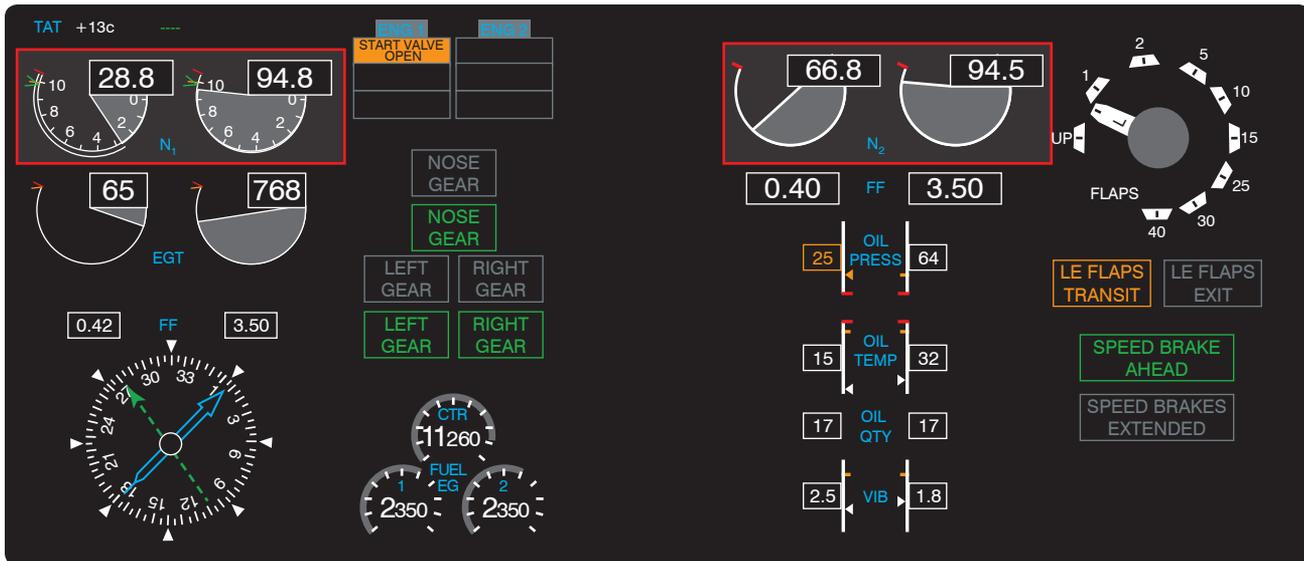 TAT +13c ----
ENG 1 ENG 2
START VALVE
OPEN
28.8 94.8
10 0 10 0
8 2 8 2
6 4 6 4
N1
66.8 94.5
N2
65 768
EGT
0.40 FF 3.50
0.42 FF 3.50
NOSE
GEAR
NOSE
GEAR
LEFT
GEAR
RIGHT
GEAR
LEFT
GEAR
RIGHT
GEAR
30 33 1 3 6 9 12 15 18 21 24 27
CTR
11260
FUEL
EG
1 2
2350 2350
OIL
PRESS
25 64
OIL
TEMP
15 32
OIL
QTY
17 17
VIB
2.5 1.8
UP 1 2 5 10 15 25 30 40
L
FLAPS
LE FLAPS
TRANSIT
LE FLAPS
EXIT
SPEED BRAKE
AHEAD
SPEED BRAKES
EXTENDED